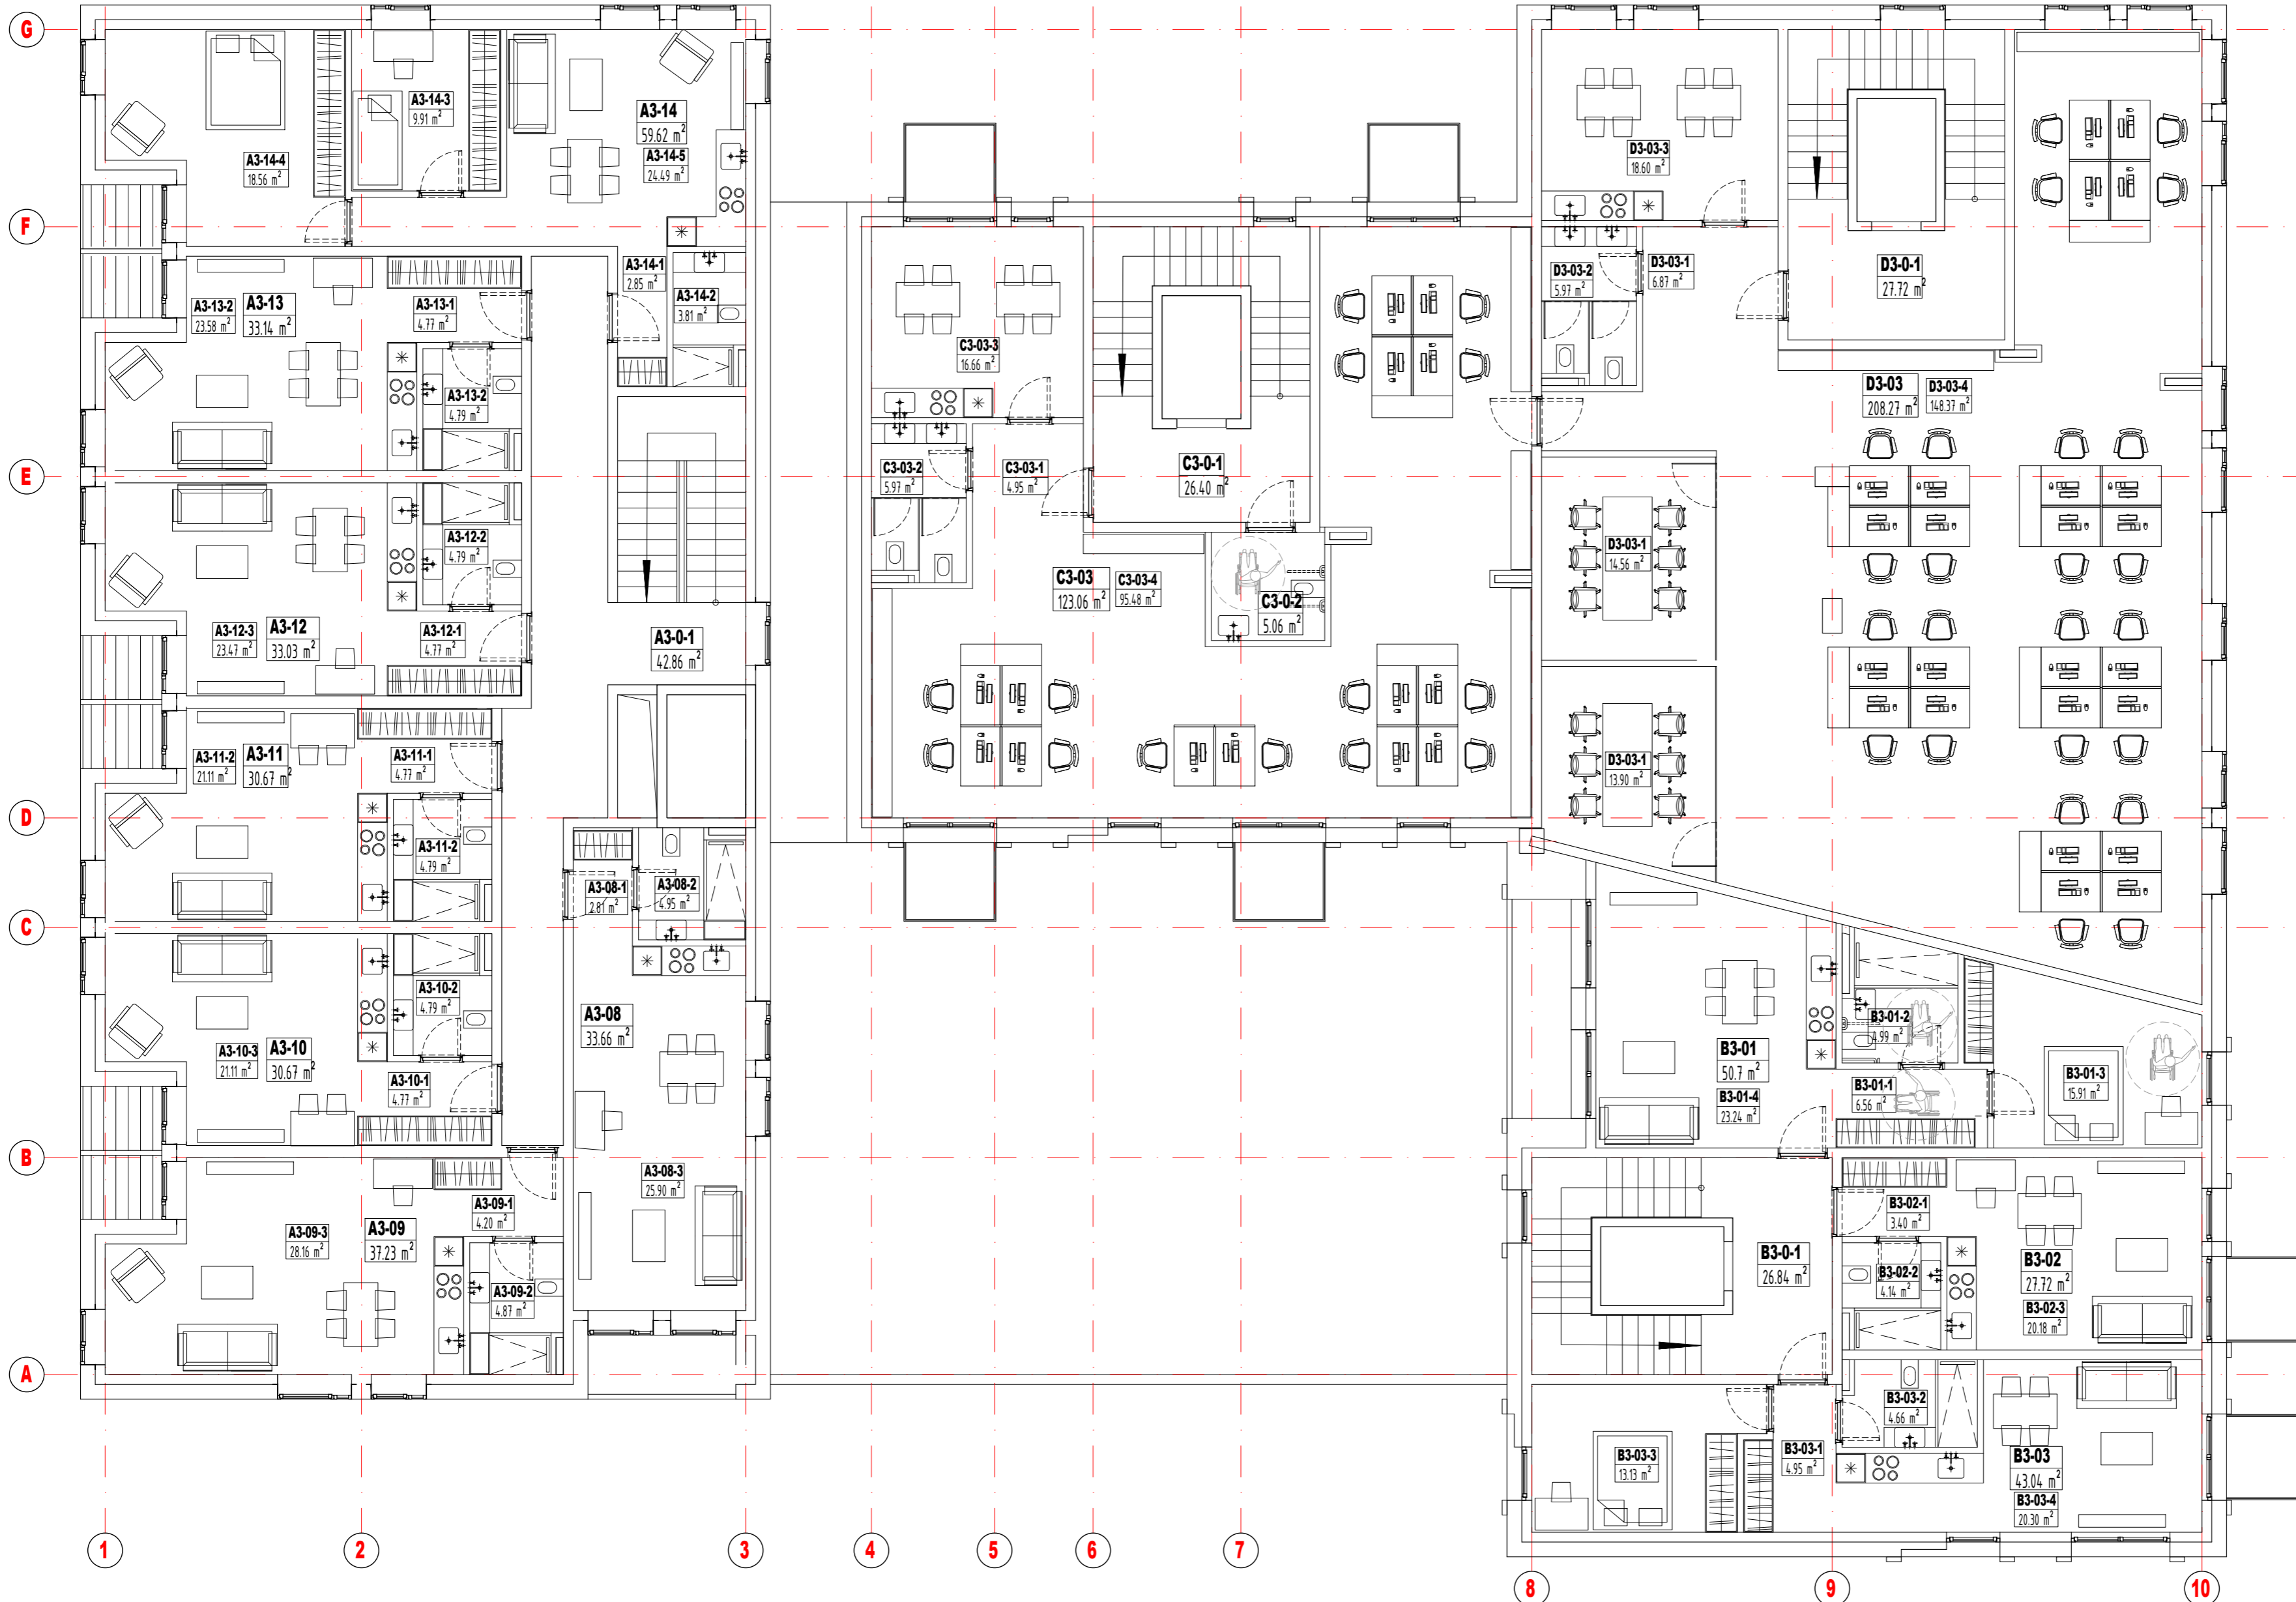 G
F
E
D
C
B
A
A3-14-4
18.56 m²
A3-14-3
9.91 m²
A3-14
59.62 m²
A3-14-5
24.49 m²
A3-14-1
2.85 m²
A3-14-2
3.81 m²
A3-13-2
23.58 m²
A3-13
33.14 m²
A3-13-1
4.77 m²
A3-13-2
4.79 m²
A3-12-2
4.79 m²
A3-12-3
23.47 m²
A3-12
33.03 m²
A3-12-1
4.77 m²
A3-0-1
42.86 m²
A3-11-2
21.11 m²
A3-11
30.67 m²
A3-11-1
4.77 m²
A3-11-2
4.79 m²
A3-08-1
2.81 m²
A3-08-2
4.95 m²
A3-10-2
4.79 m²
A3-10-3
21.11 m²
A3-10
30.67 m²
A3-10-1
4.77 m²
A3-08
33.66 m²
A3-08-3
25.90 m²
A3-09-3
28.16 m²
A3-09
37.23 m²
A3-09-1
4.20 m²
A3-09-2
4.87 m²
C3-03-3
16.66 m²
C3-03-2
5.97 m²
C3-03-1
4.95 m²
C3-0-1
26.40 m²
C3-03
123.06 m²
C3-03-4
95.48 m²
C3-0-2
5.06 m²
D3-03-3
18.60 m²
D3-03-2
5.97 m²
D3-03-1
6.87 m²
D3-0-1
27.72 m²
D3-03
208.27 m²
D3-03-4
148.37 m²
D3-03-1
14.56 m²
D3-03-1
13.90 m²
B3-01-2
4.99 m²
B3-01
50.7 m²
B3-01-4
23.24 m²
B3-01-1
6.56 m²
B3-01-3
15.91 m²
B3-0-1
26.84 m²
B3-02-1
3.40 m²
B3-02-2
4.14 m²
B3-02
27.72 m²
B3-02-3
20.18 m²
B3-03-2
4.66 m²
B3-03-3
13.13 m²
B3-03-1
4.95 m²
B3-03
43.04 m²
B3-03-4
20.30 m²
1
2
3
4
5
6
7
8
9
10